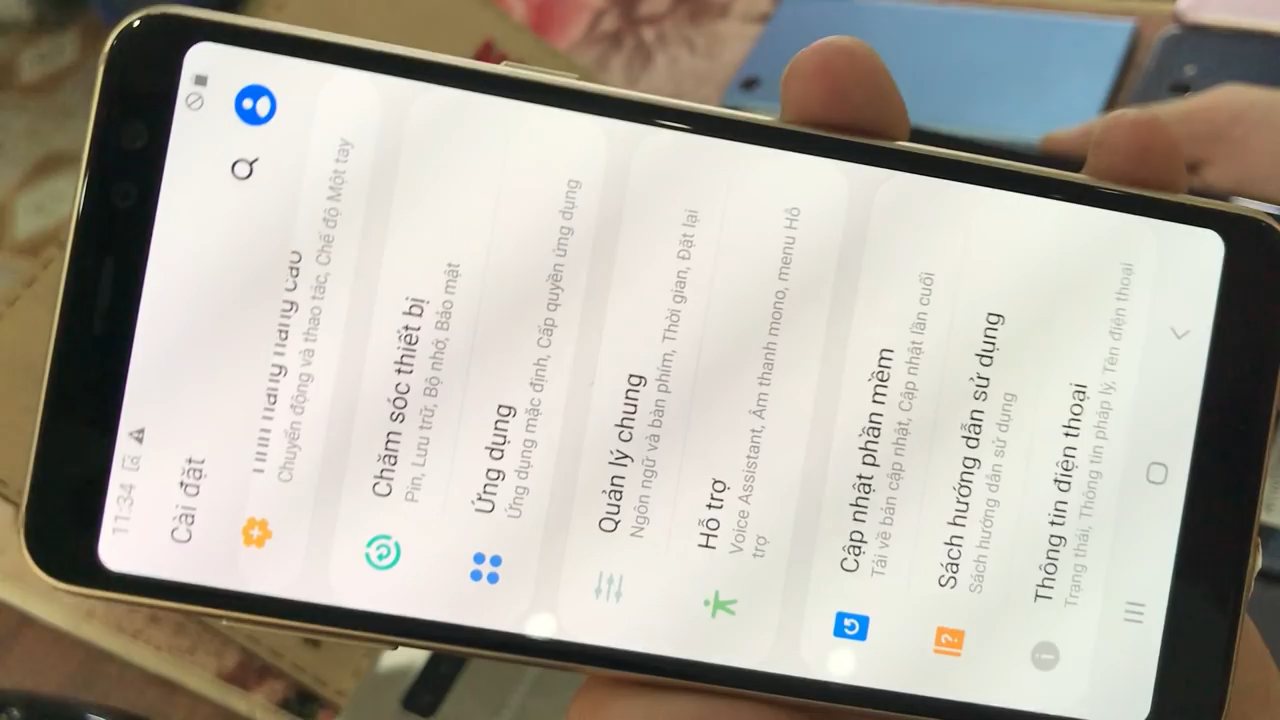 11:34
Cài đặt
Chuyển động và thao tác, Chế độ Một tay
Chăm sóc thiết bị
Pin, Lưu trữ, Bộ nhớ, Bảo mật
Ứng dụng
Ứng dụng mặc định, Cấp quyền ứng dụng
Quản lý chung
Ngôn ngữ và bàn phím, Thời gian, Đặt lại
Hỗ trợ
Voice Assistant, Âm thanh mono, menu Hỗ
trợ
Cập nhật phần mềm
Tải về bản cập nhật, Cập nhật lần cuối
Sách hướng dẫn sử dụng
Sách hướng dẫn sử dụng
Thông tin điện thoại
Trạng thái, Thông tin pháp lý, Tên điện thoại